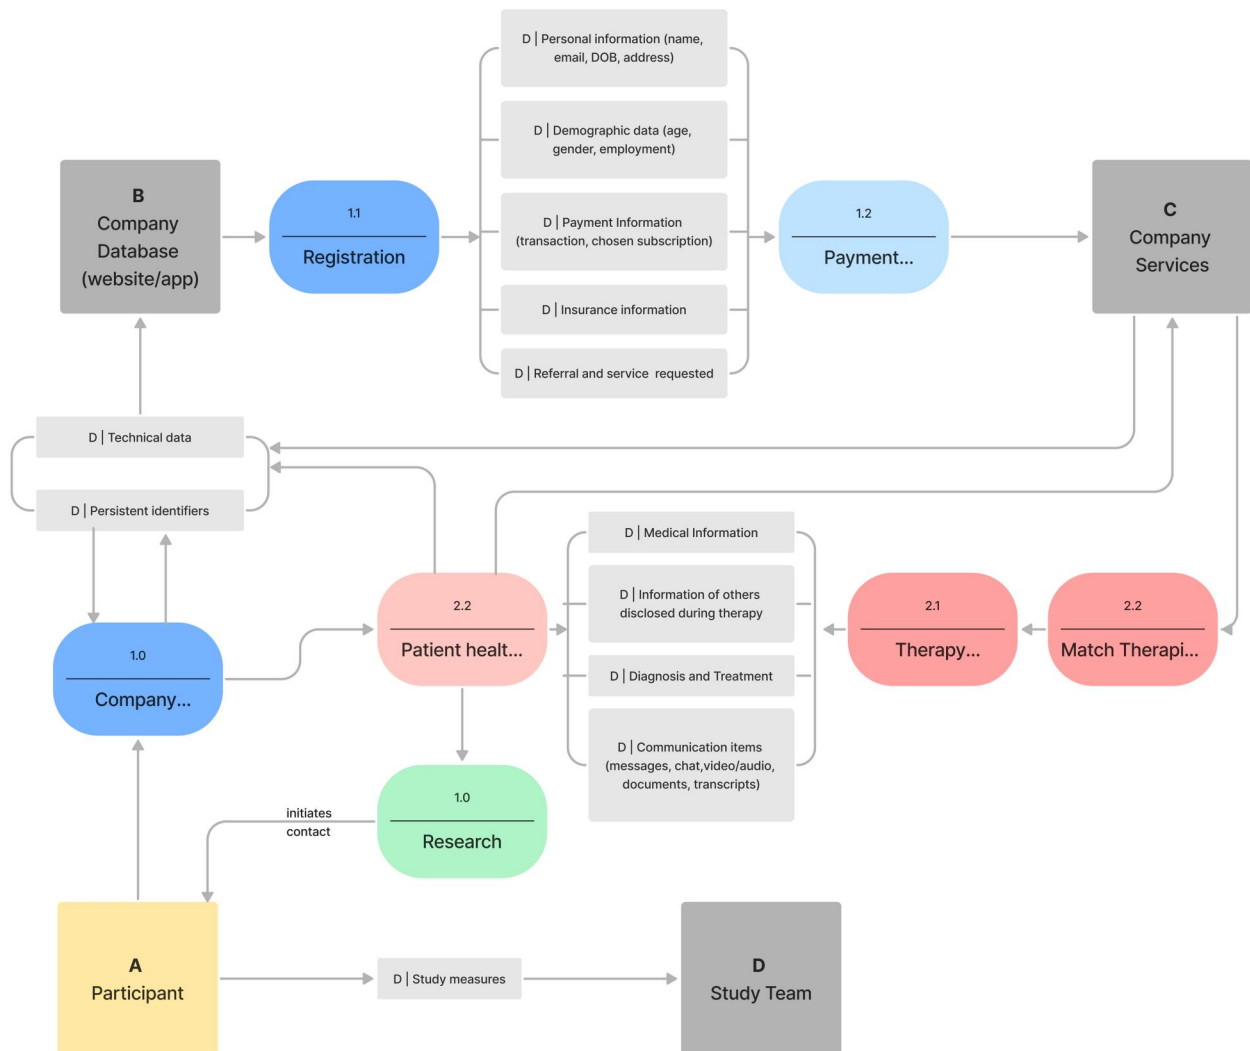 D | Personal information (name,
email, DOB, address)
D | Demographic data (age,
gender, employment)
B
Company
Database
(website/app)
1.1
Registration
D | Payment Information
(transaction, chosen subscription)
1.2
Payment...
C
Company
Services
D | Insurance information
D | Referral and service requested
D | Technical data
D | Persistent identifiers
D | Medical Information
D | Information of others
disclosed during therapy
D | Diagnosis and Treatment
D | Communication items
(messages, chat,video/audio,
documents, transcripts)
2.2
Patient healt...
2.1
Therapy...
2.2
Match Therapi...
1.0
Company...
1.0
Research
initiates
contact
A
Participant
D | Study measures
D
Study Team